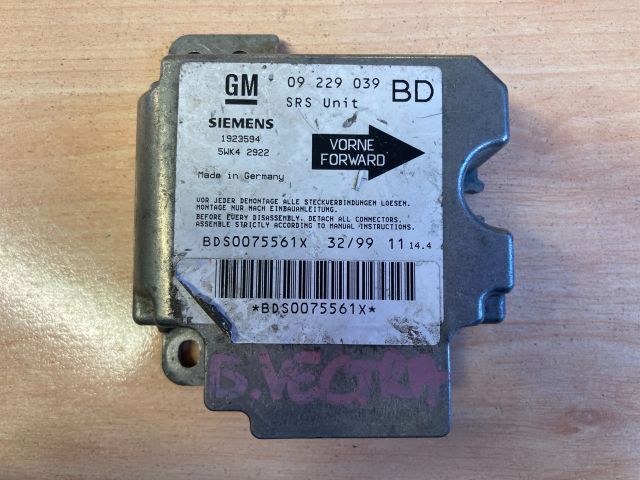 GM 09 229 039 BD
SRS Unit
SIEMENS
1923594
5WK4 2922
VORNE
FORWARD
Made in Germany
VOR JEDER DEMONTAGE ALLE STECKVERBINDUNGEN LOESEN.
MONTAGE NUR NACH EINBAUANLEITUNG.
BEFORE EVERY DISASSEMBLY, DETACH ALL CONNECTORS.
ASSEMBLE STRICTLY ACCORDING TO MANUAL INSTRUCTIONS.
BDS0075561X 32/99 11 14.4
*BDS0075561X*
B.VECTRA